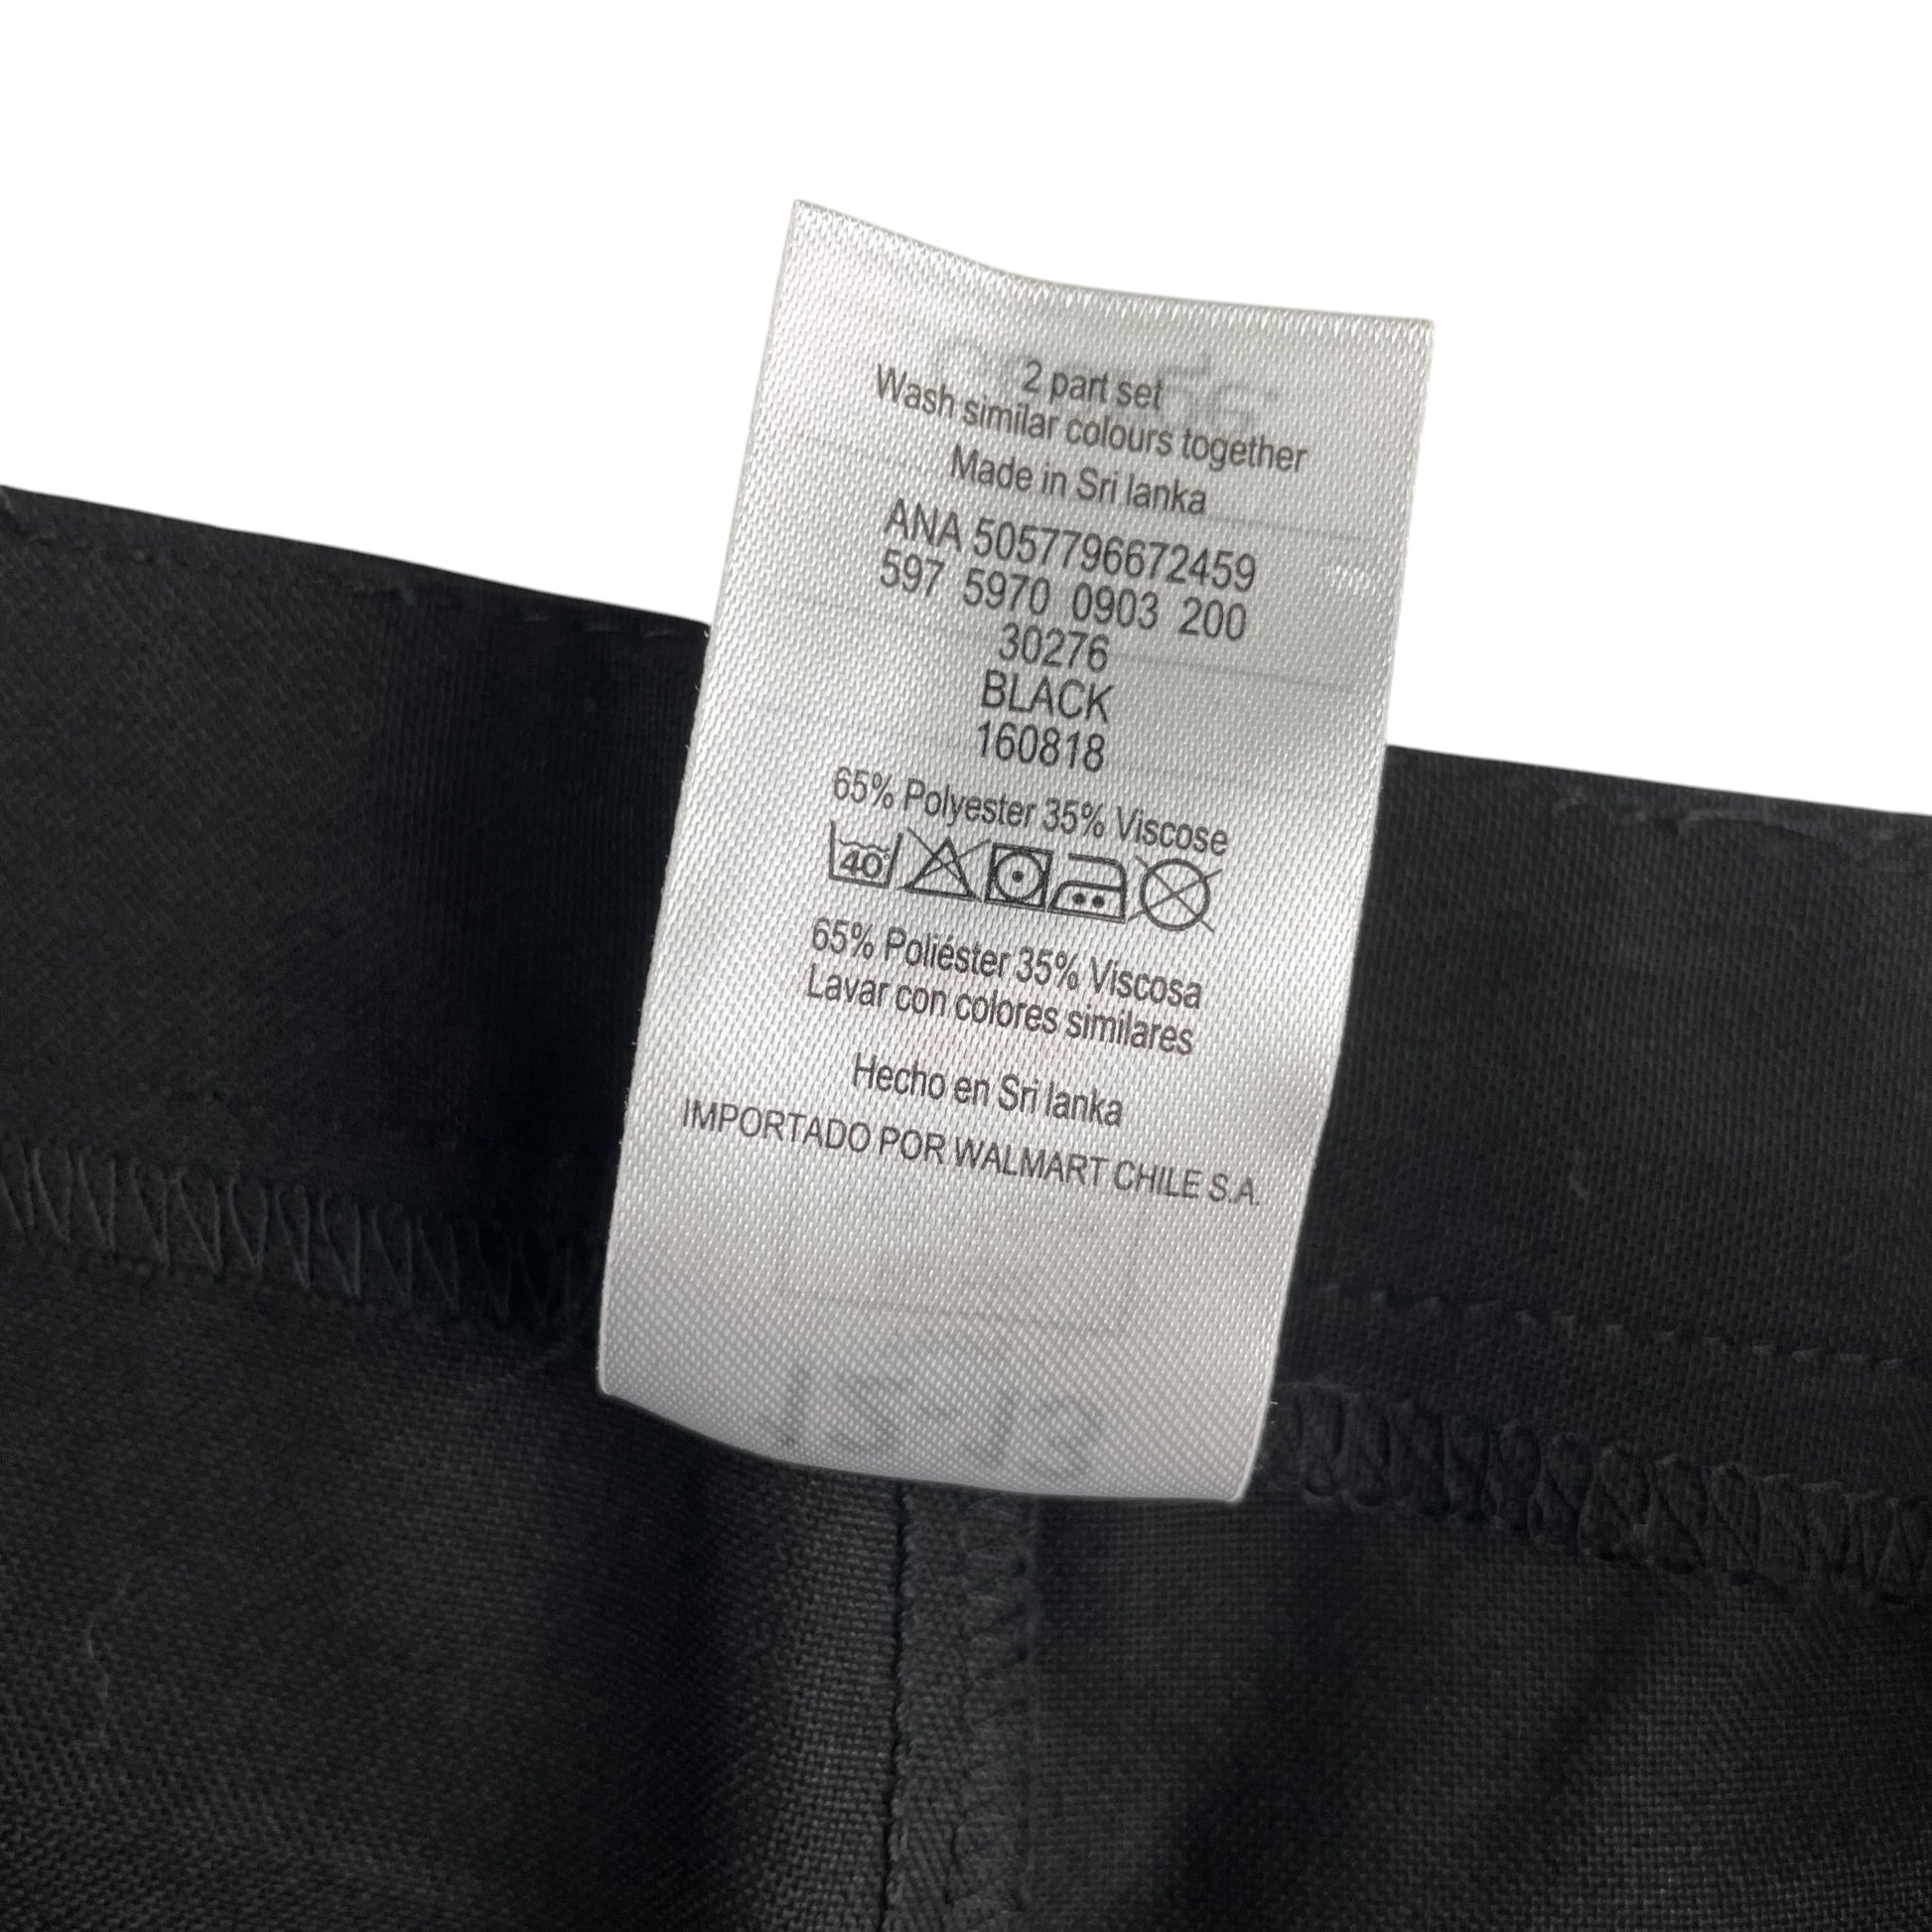 2 part set
Wash similar colours together
Made in Sri lanka
ANA 5057796672459
597 5970 0903 200
30276
BLACK
160818
65% Polyester 35% Viscose
40
65% Poliéster 35% Viscosa
Lavar con colores similares
Hecho en Sri lanka
IMPORTADO POR WALMART CHILE S.A.